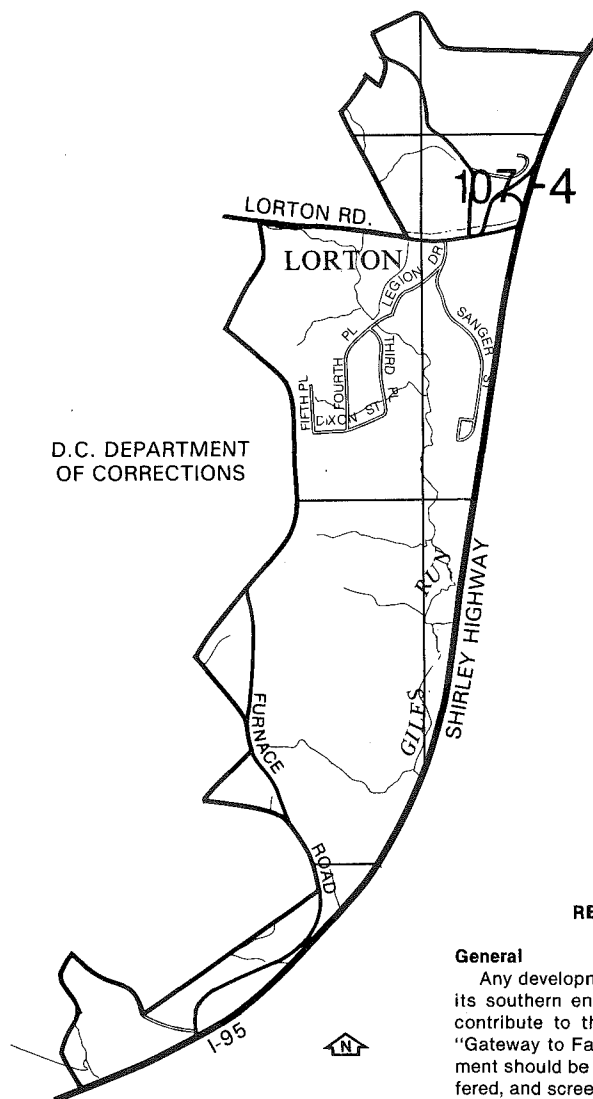 107-4
LORTON RD.
LORTON
LEGION DR
SANGER ST
FIFTH PL
FOURTH PL
THIRD PL
DIXON ST
D.C. DEPARTMENT
OF CORRECTIONS
GILES RUN
SHIRLEY HIGHWAY
FURNACE ROAD
I-95
N
RE
General
Any developm
its southern en
contribute to th
"Gateway to Fa
ment should be
fered, and scree